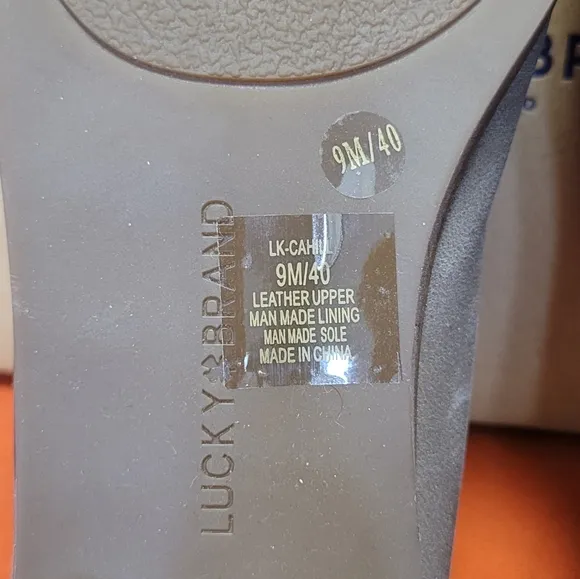 9M/40
LK-CAHILL
9M/40
LEATHER UPPER
MAN MADE LINING
MAN MADE SOLE
MADE IN CHINA
LUCKY BRAND